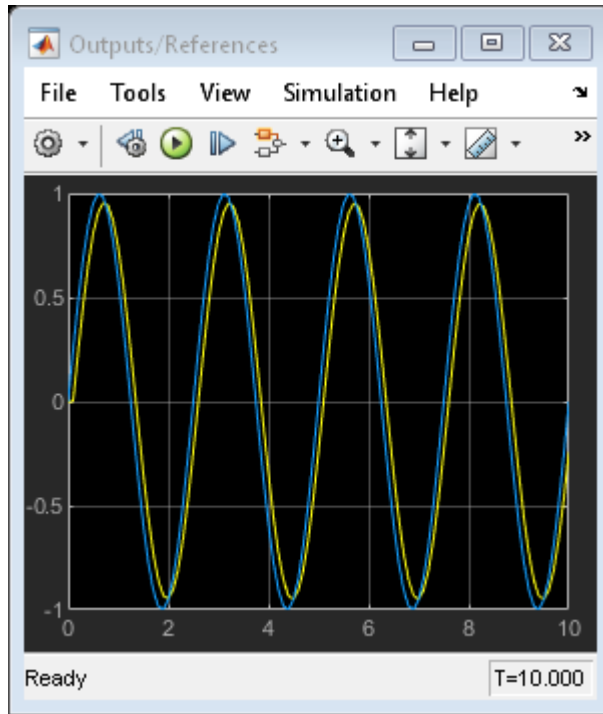 Outputs/References
File Tools View Simulation Help
1
0.5
0
-0.5
-1
0 2 4 6 8 10
Ready T=10.000